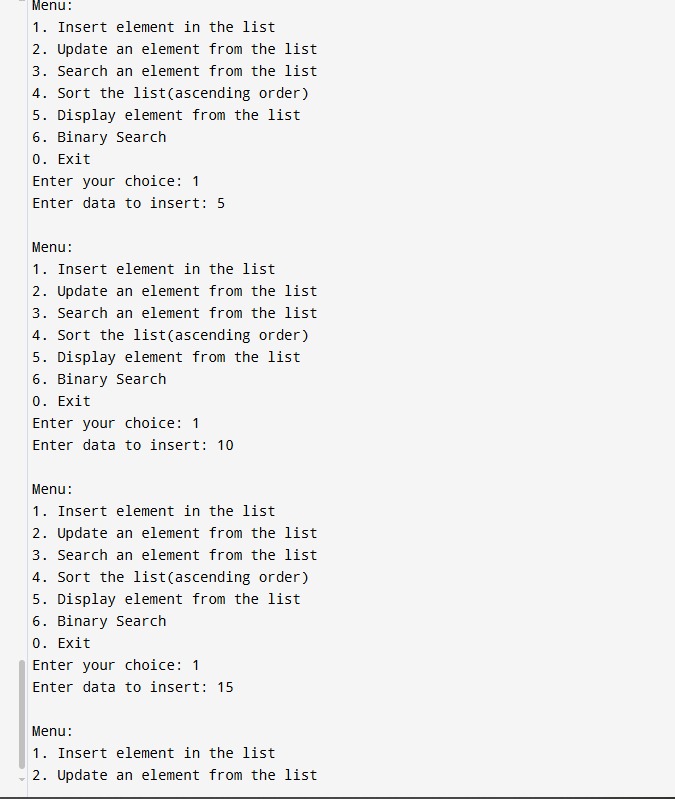 Menu:
1. Insert element in the list
2. Update an element from the list
3. Search an element from the list
4. Sort the list(ascending order)
5. Display element from the list
6. Binary Search
0. Exit
Enter your choice: 1
Enter data to insert: 5
Menu:
1. Insert element in the list
2. Update an element from the list
3. Search an element from the list
4. Sort the list(ascending order)
5. Display element from the list
6. Binary Search
0. Exit
Enter your choice: 1
Enter data to insert: 10
Menu:
1. Insert element in the list
2. Update an element from the list
3. Search an element from the list
4. Sort the list(ascending order)
5. Display element from the list
6. Binary Search
0. Exit
Enter your choice: 1
Enter data to insert: 15
Menu:
1. Insert element in the list
2. Update an element from the list